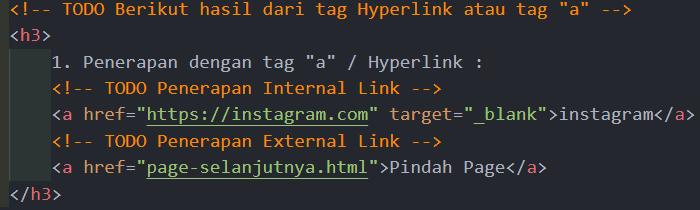 <!-- TODO Berikut hasil dari tag Hyperlink atau tag "a" -->
<h3>
1. Penerapan dengan tag "a" / Hyperlink :
<!-- TODO Penerapan Internal Link -->
<a href="https://instagram.com" target="_blank">instagram</a>
<!-- TODO Penerapan External Link -->
<a href="page-selanjutnya.html">Pindah Page</a>
</h3>